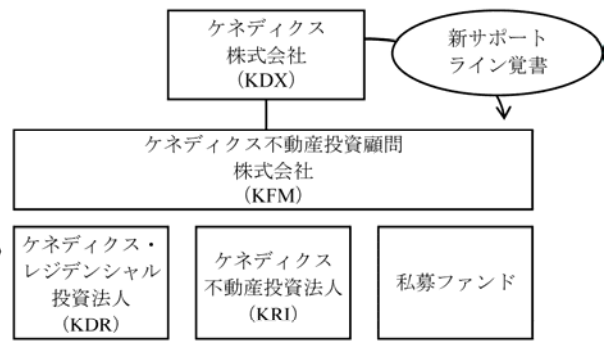 ケネディクス
株式会社
(KDX)
新サポート
ライン覚書
ケネディクス不動産投資顧問
株式会社
(KFM)
ケネディクス・
レジデンシャル
投資法人
(KDR)
ケネディクス
不動産投資法人
(KRI)
私募ファンド